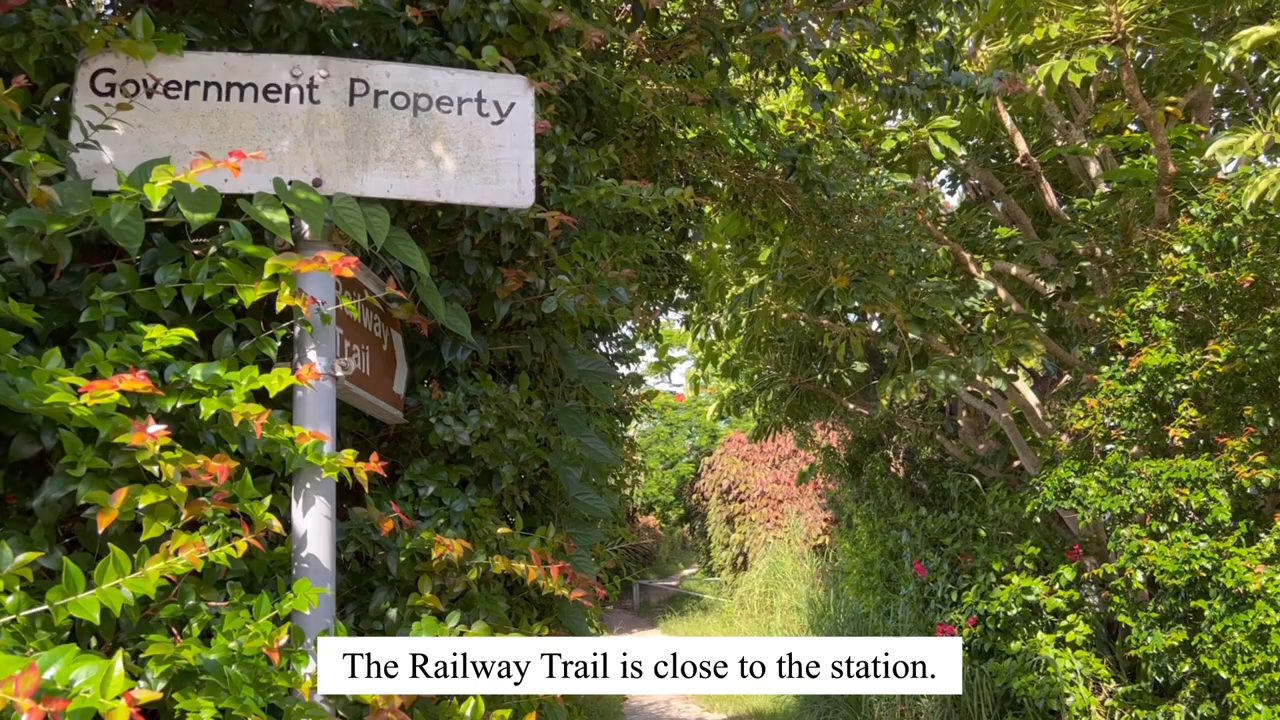 Government Property
Railway
Trail
The Railway Trail is close to the station.